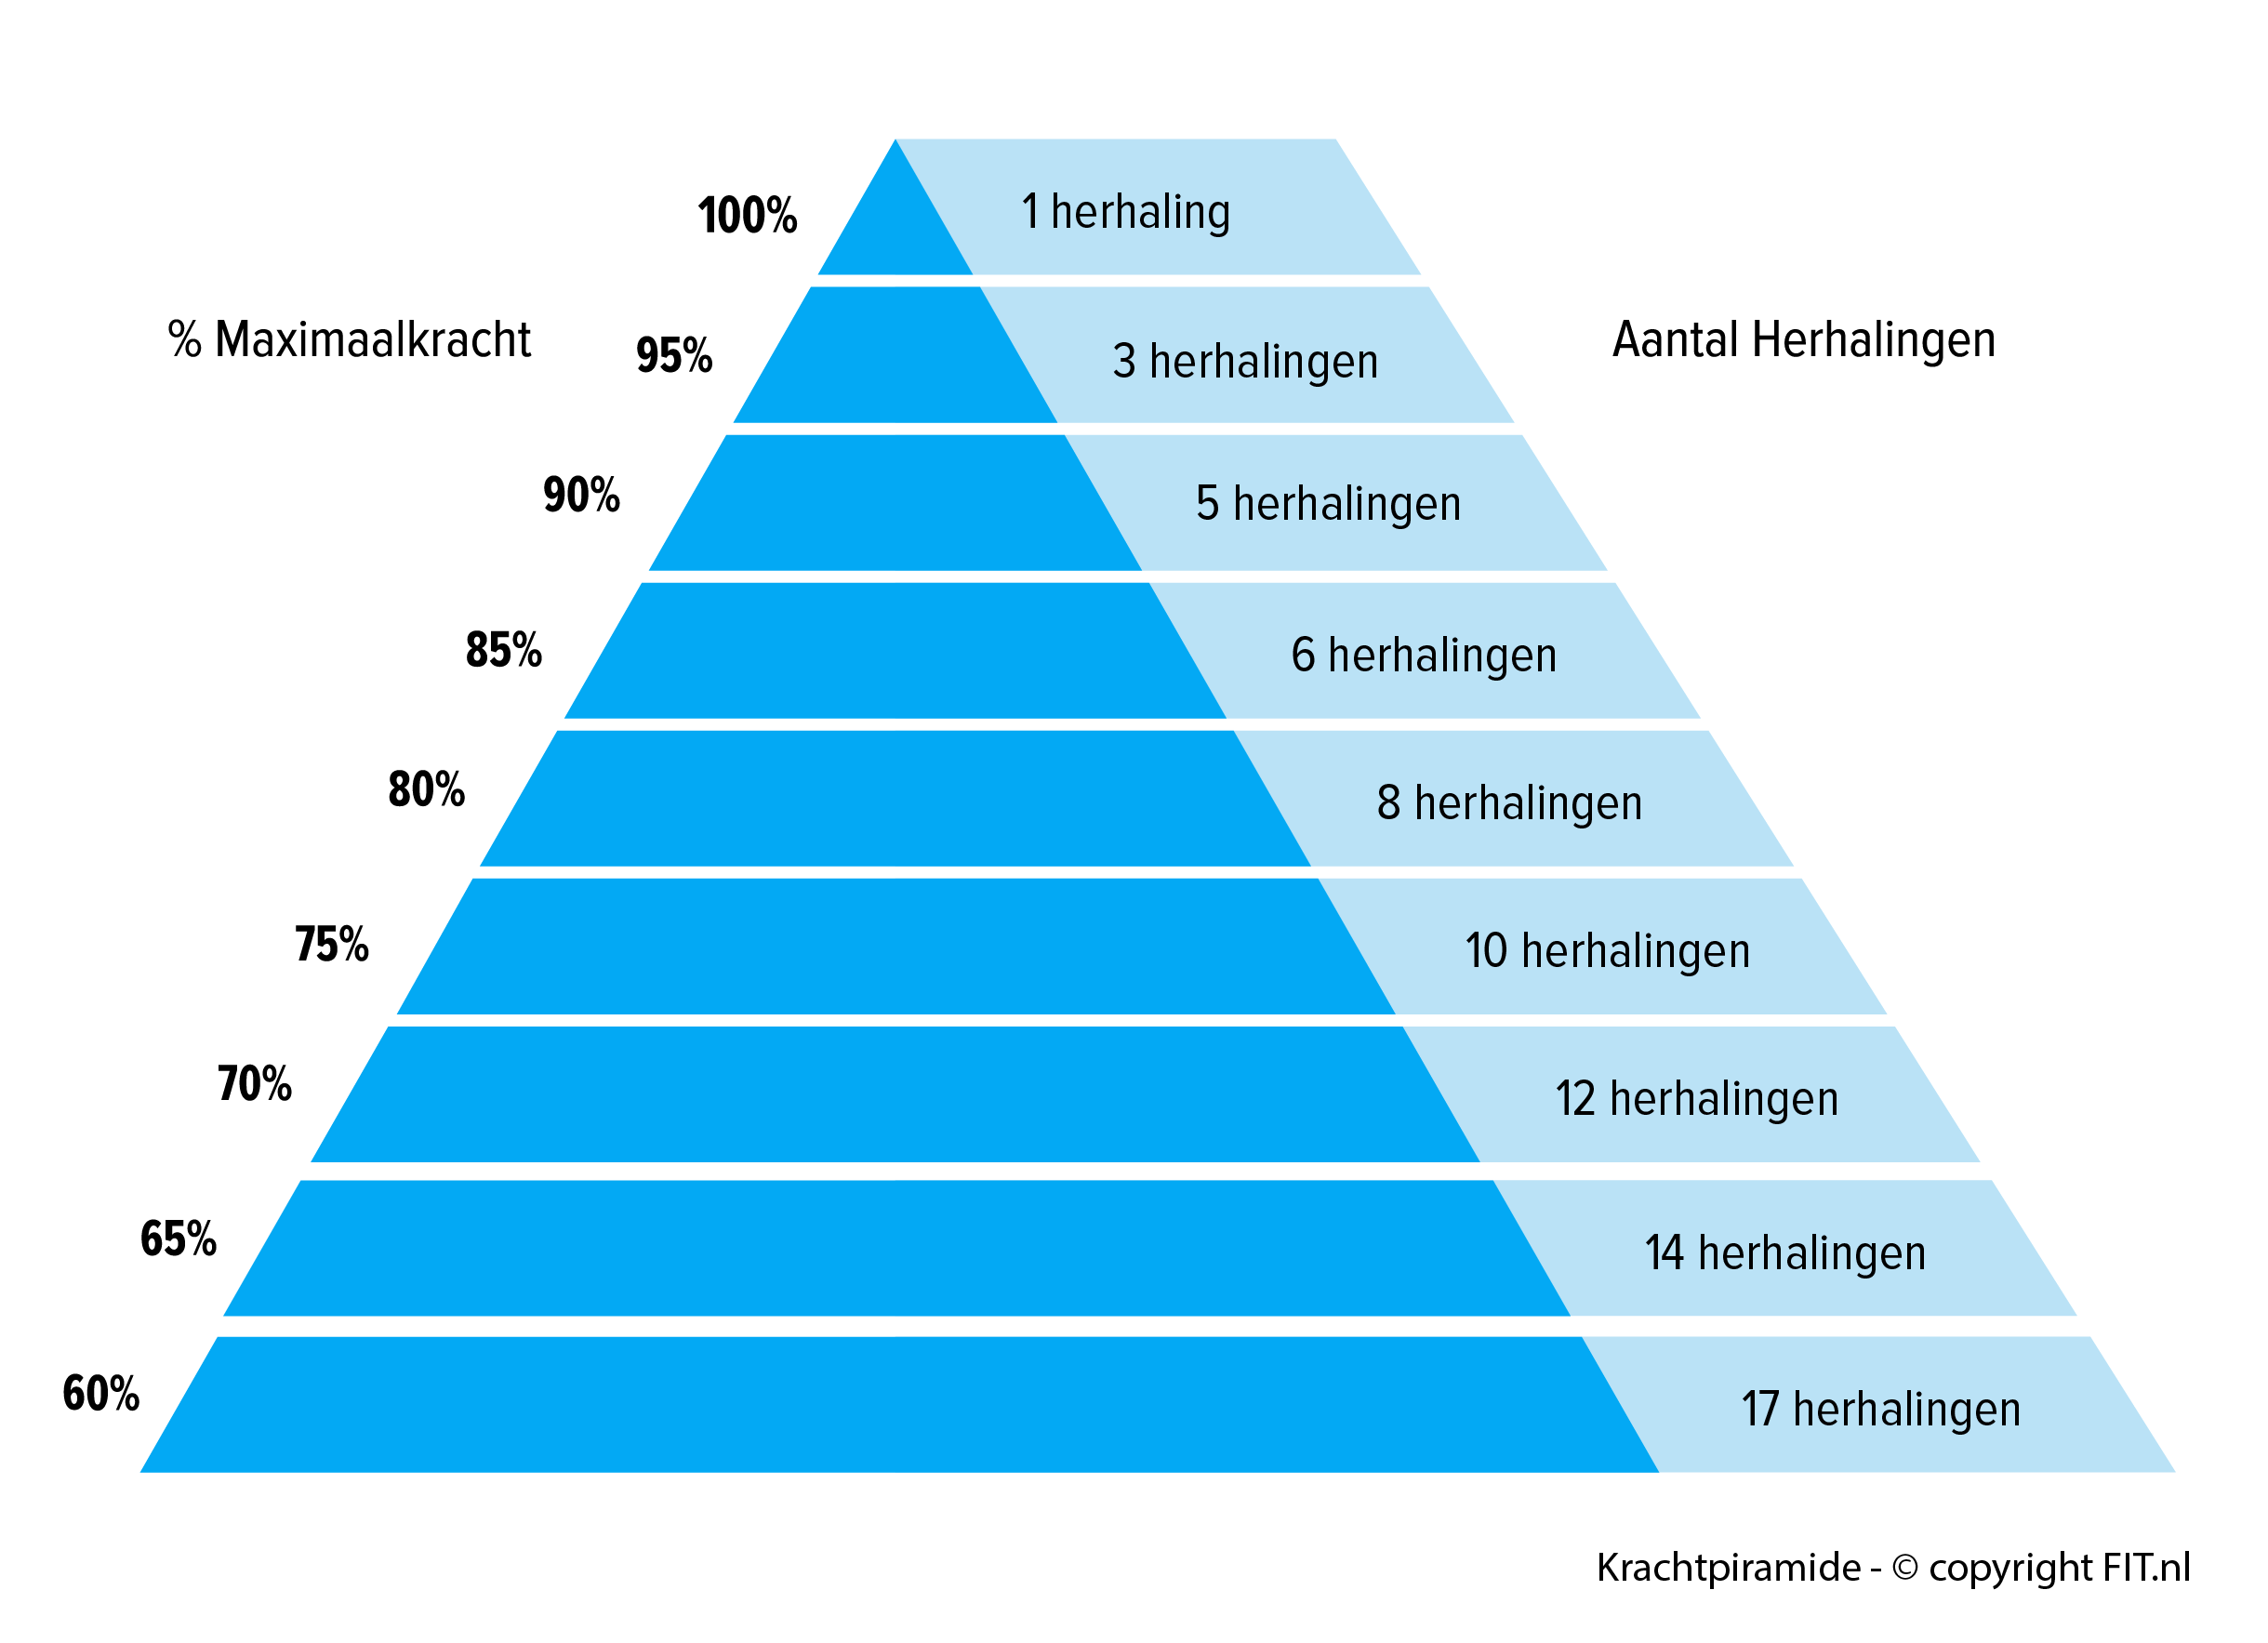 100%
1 herhaling
% Maximaalkracht
95%
3 herhalingen
Aantal Herhalingen
90%
5 herhalingen
85%
6 herhalingen
80%
8 herhalingen
75%
10 herhalingen
70%
12 herhalingen
65%
14 herhalingen
60%
17 herhalingen
Krachtpiramide - © copyright FIT.nl